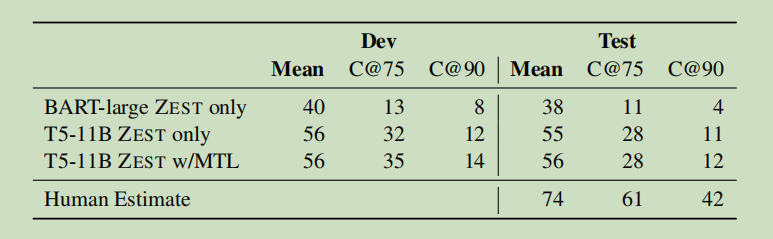 Dev Test
Mean C@75 C@90 Mean C@75 C@90
BART-large ZEST only 40 13 8 38 11 4
T5-11B ZEST only 56 32 12 55 28 11
T5-11B ZEST w/MTL 56 35 14 56 28 12
Human Estimate 74 61 42